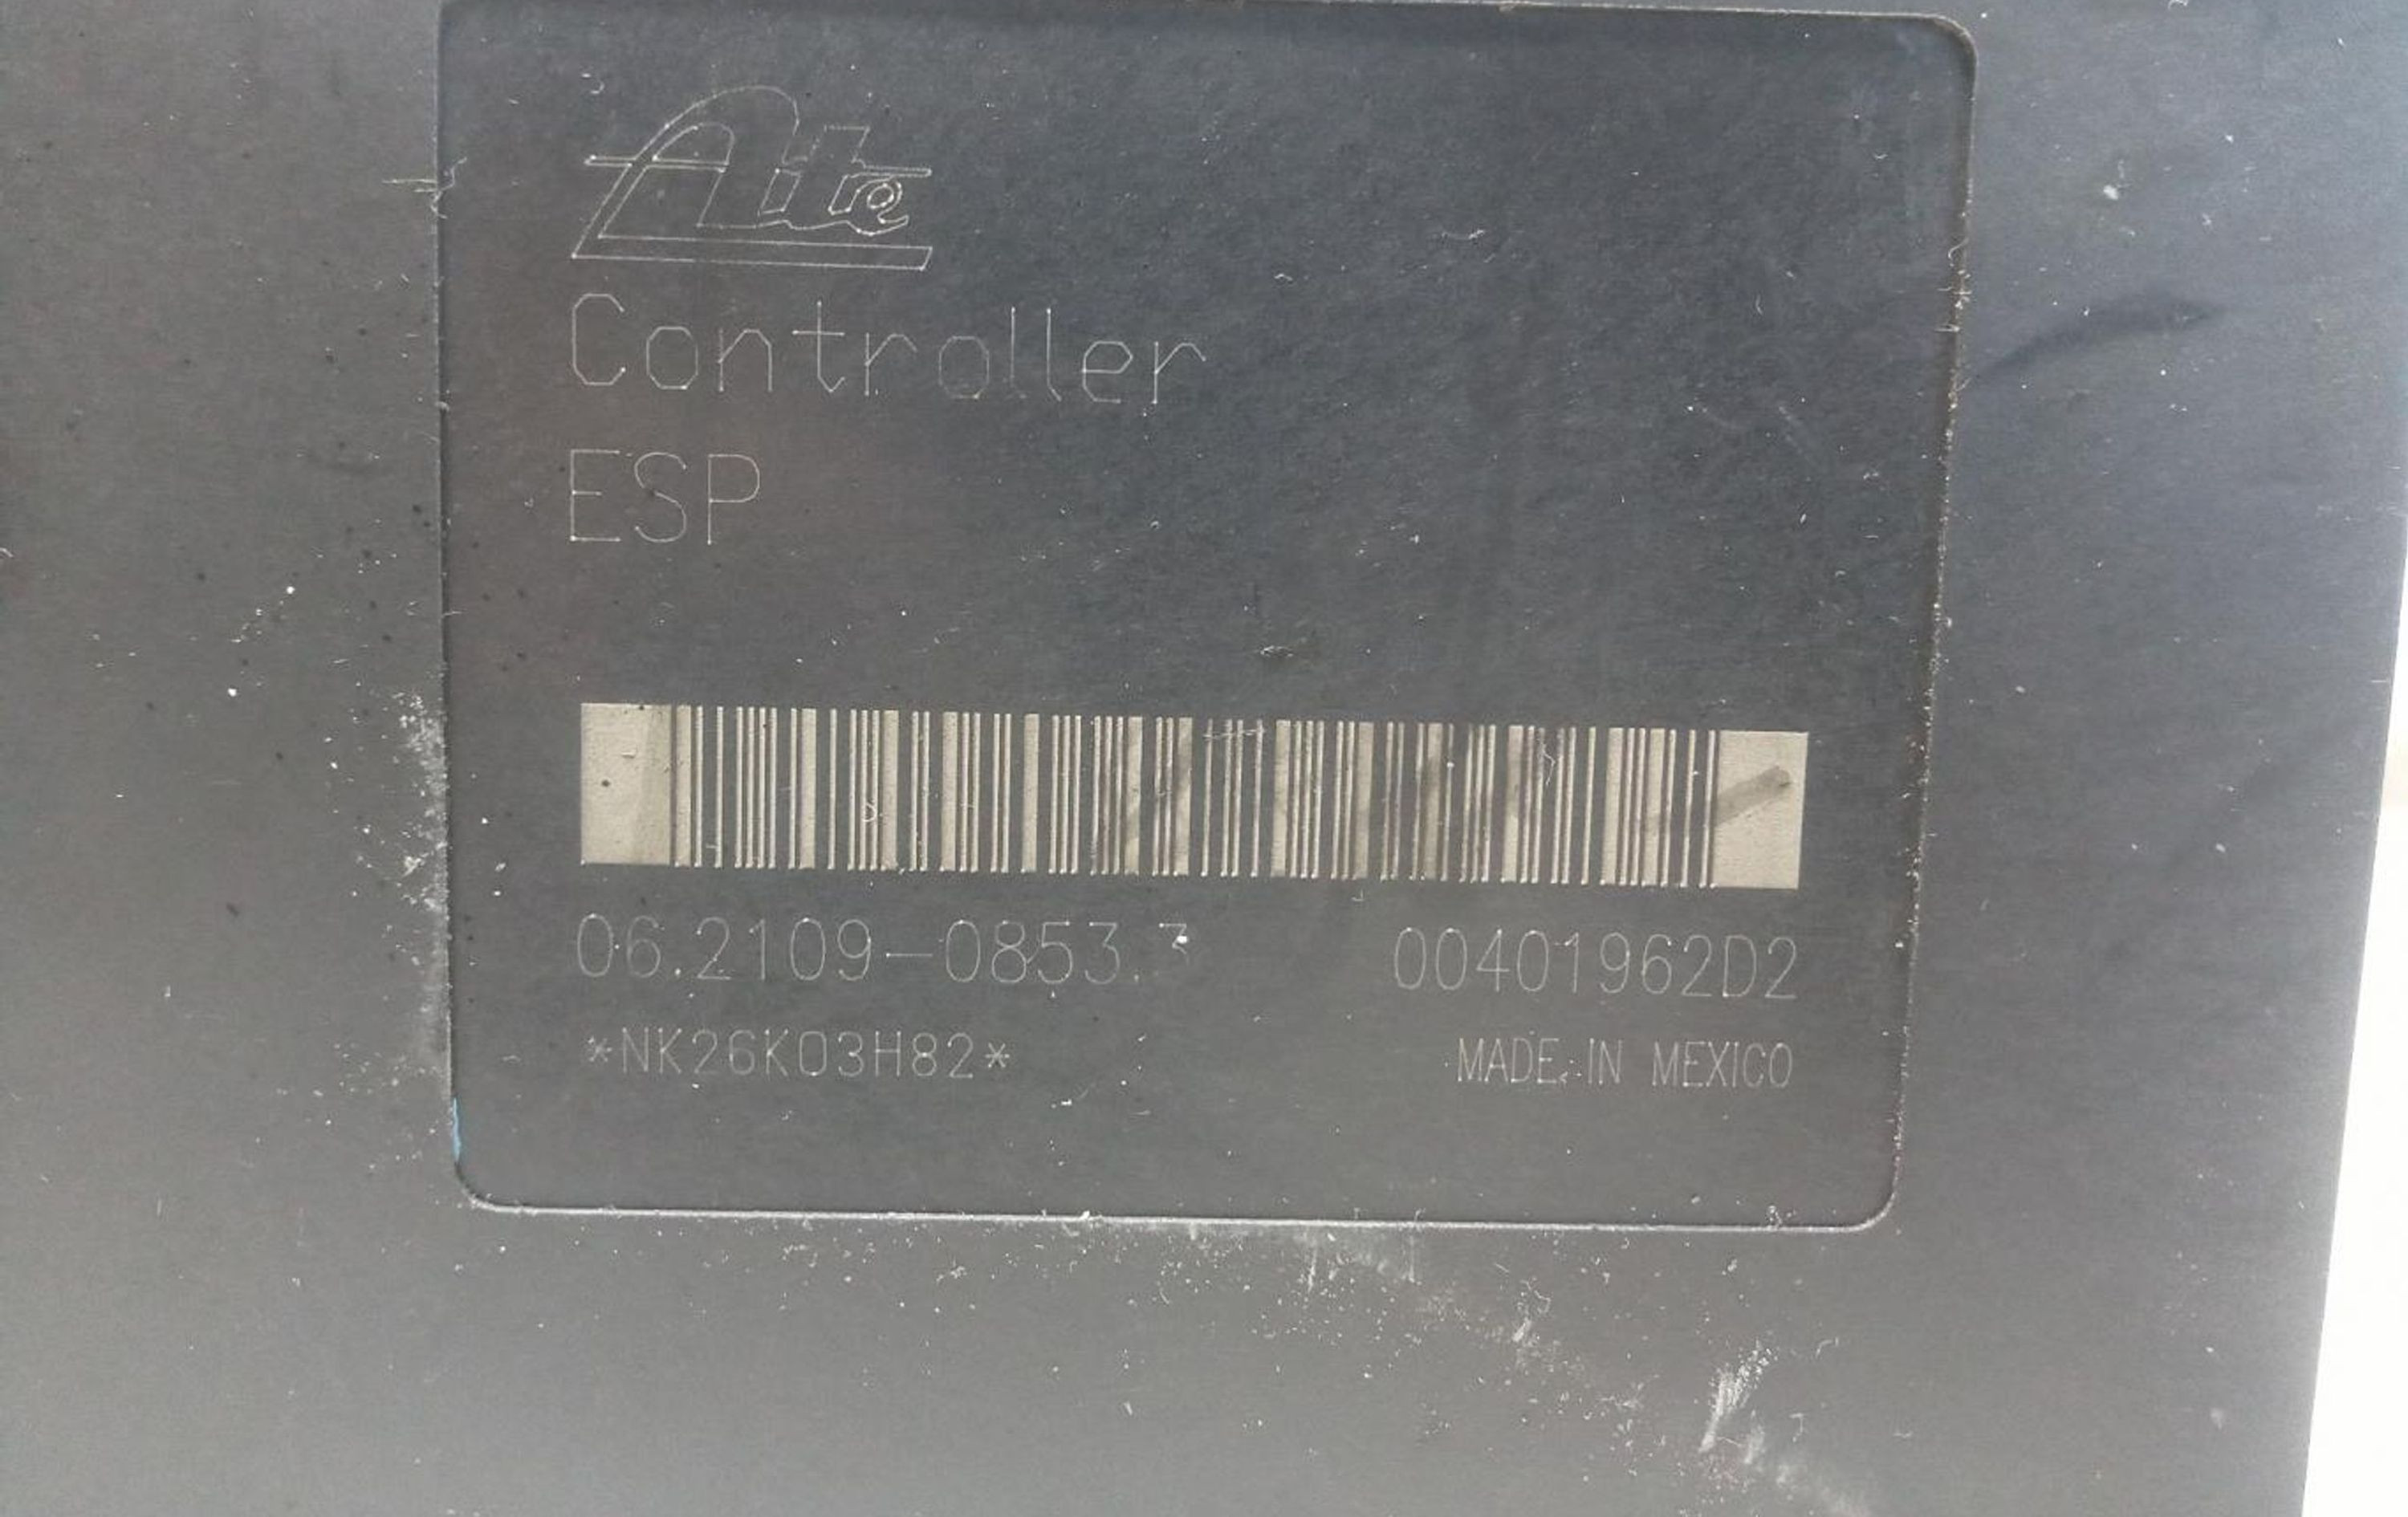 Ate
Controller
ESP
06.2109-0853.3 00401962D2
*NK26K03H82* MADE IN MEXICO